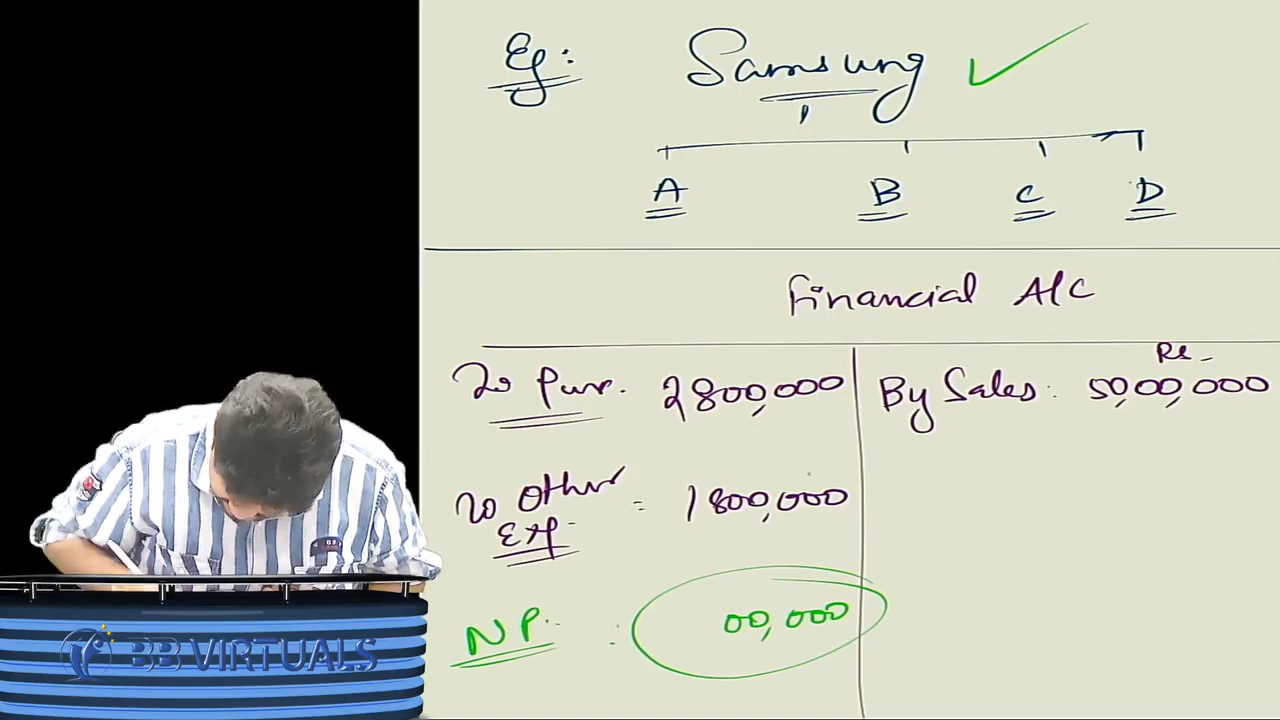 Eg: Samsung
A B C D
Financial A/C
Rs -
To Pur. 2800,000 By Sales: 50,00,000
To Other = 1800,000
Exp.
NP. : 00,000
BB VIRTUALS